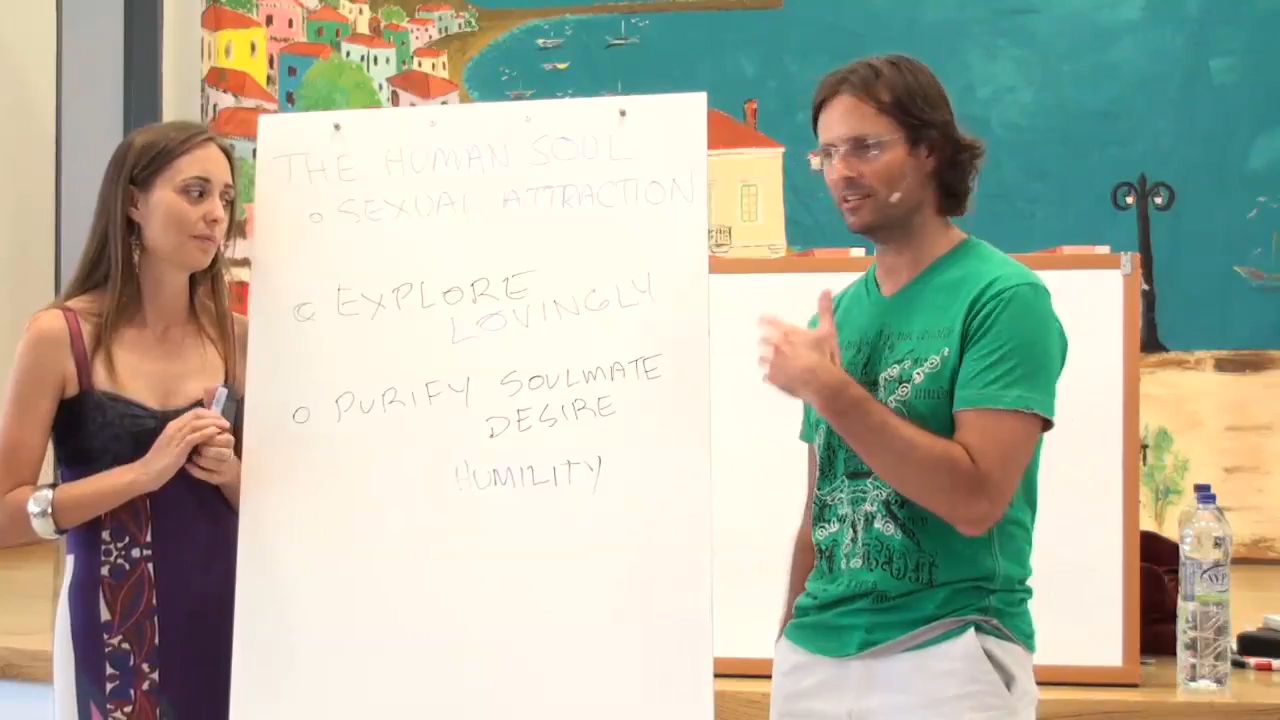 THE HUMAN SOUL
o SEXUAL ATTRACTION
o EXPLORE
LOVINGLY
o PURIFY SOULMATE
DESIRE
HUMILITY